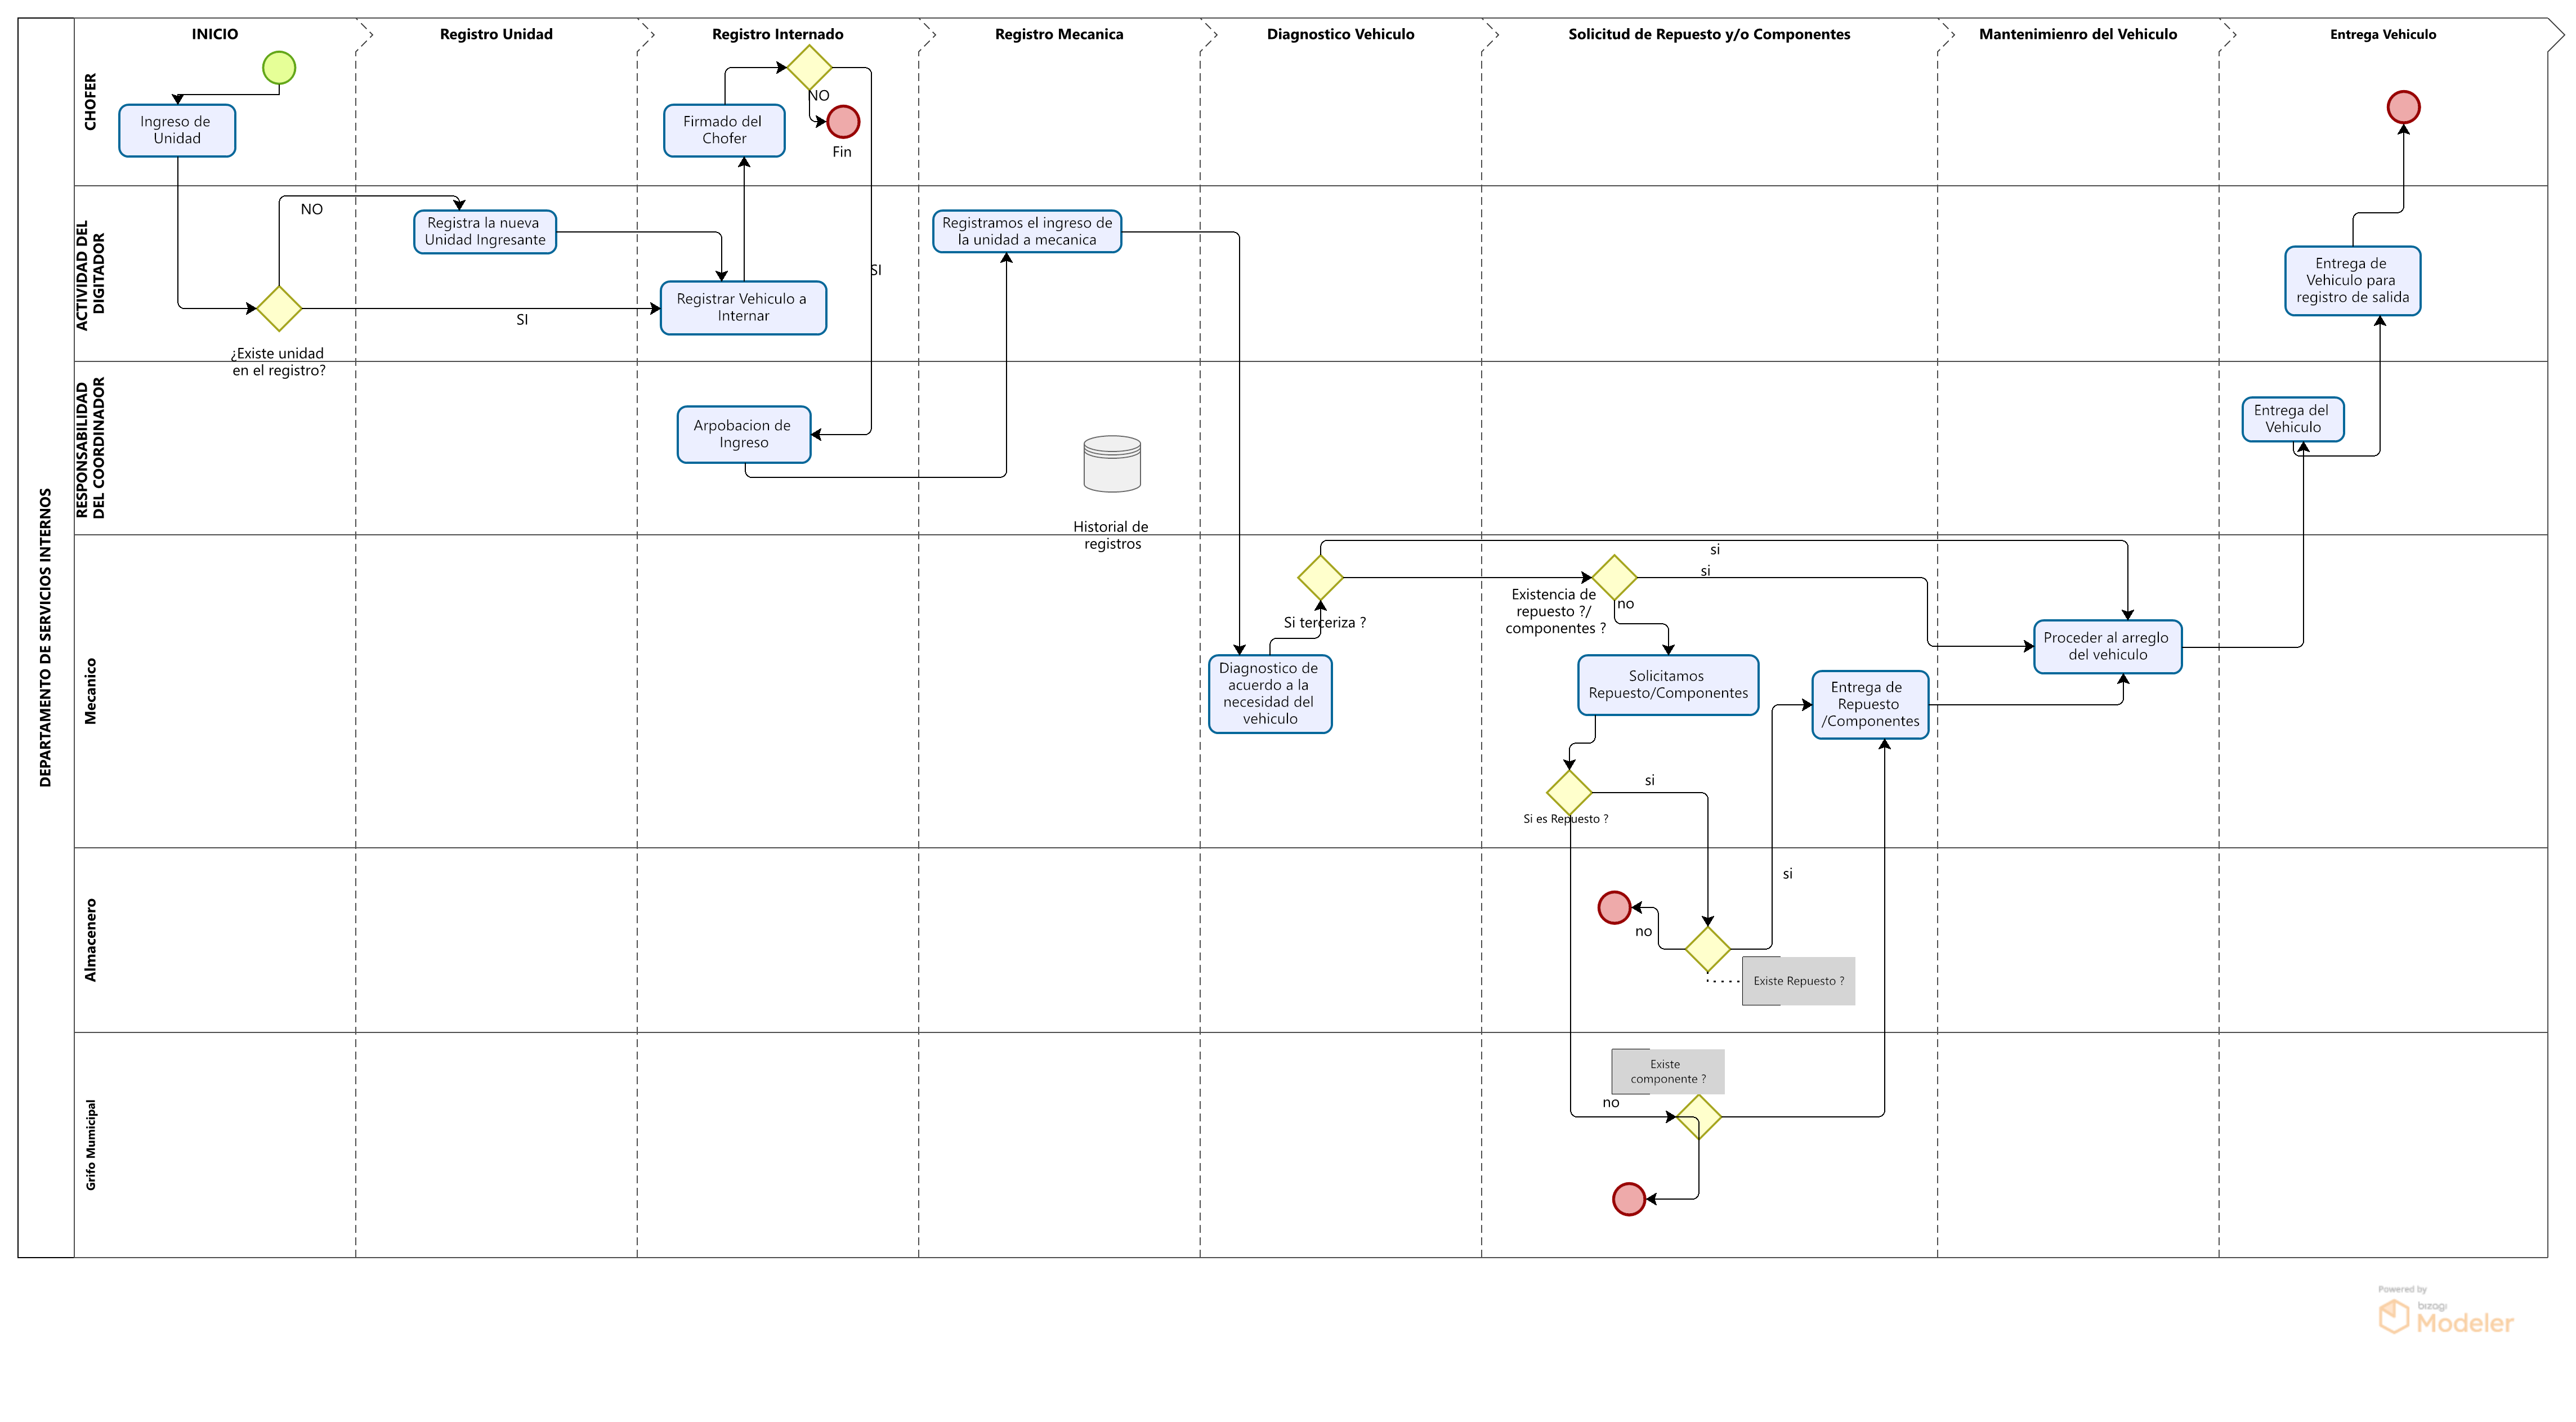 INICIO
Registro Unidad
Registro Internado
Registro Mecanica
Diagnostico Vehiculo
Solicitud de Repuesto y/o Componentes
Mantenimienro del Vehiculo
Entrega Vehiculo
DEPARTAMENTO DE SERVICIOS INTERNOS
CHOFER
Ingreso de
Unidad
Firmado del
Chofer
NO
Fin
ACTIVIDAD DEL
DIGITADOR
NO
Registra la nueva
Unidad Ingresante
Registramos el ingreso de
la unidad a mecanica
SI
Registrar Vehiculo a
Internar
SI
¿Existe unidad
en el registro?
Entrega de
Vehiculo para
registro de salida
RESPONSABILIDAD
DEL COORDINADOR
Arpobacion de
Ingreso
Historial de
registros
Entrega del
Vehiculo
Mecanico
si
si
Si terceriza ?
Existencia de
repuesto ?/
componentes ?
no
Diagnostico de
acuerdo a la
necesidad del
vehiculo
Solicitamos
Repuesto/Componentes
Entrega de
Repuesto
/Componentes
Proceder al arreglo
del vehiculo
si
Si es Repuesto ?
Almacenero
si
no
Existe Repuesto ?
Grifo Mumicipal
Existe
componente ?
no
Powered by
bizagi
Modeler